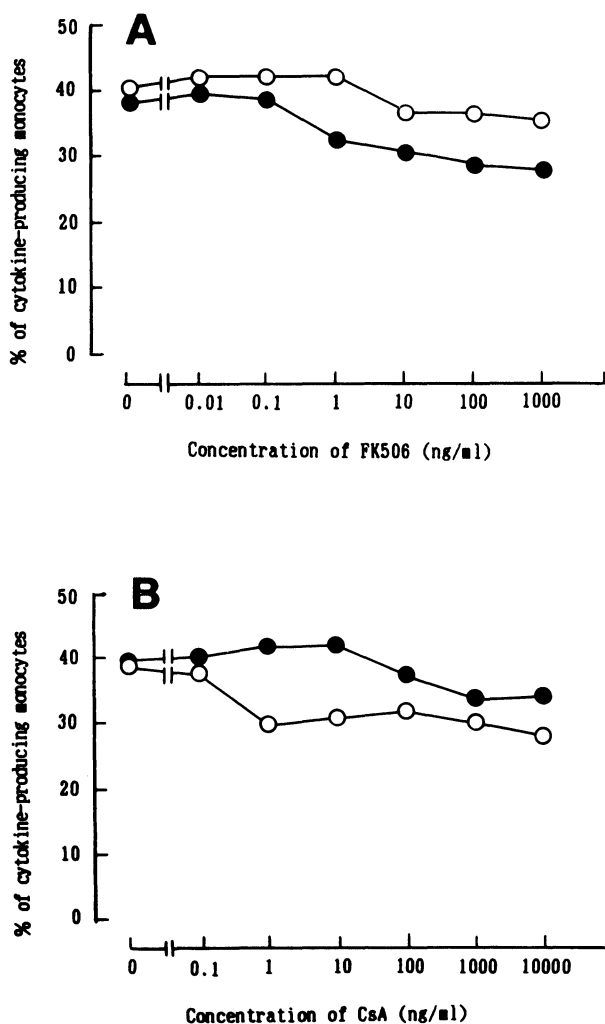 A
50
40
30
20
10
0
% of cytokine-producing monocytes
0 0.01 0.1 1 10 100 1000
Concentration of FK506 (ng/ml)
B
50
40
30
20
10
0
% of cytokine-producing monocytes
0 0.1 1 10 100 1000 10000
Concentration of CsA (ng/ml)